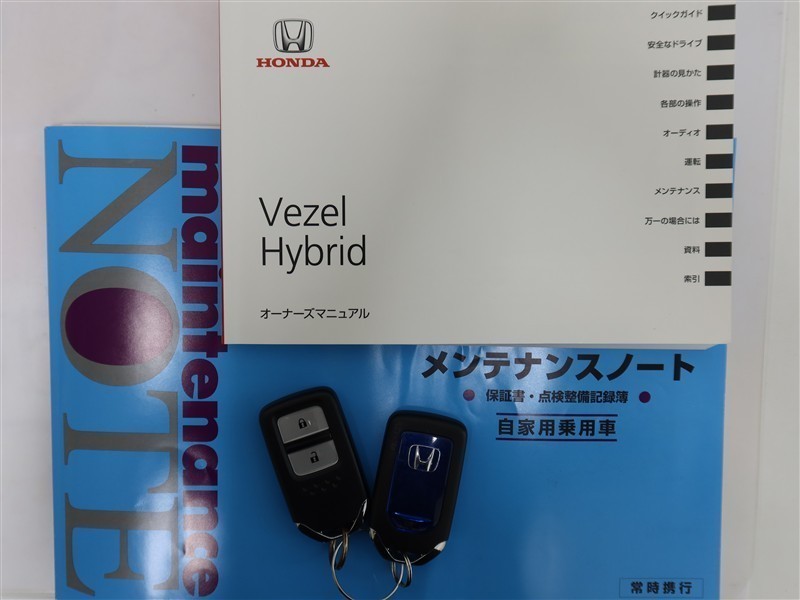 HONDA
Vezel
Hybrid
オーナーズマニュアル
クイックガイド
安全なドライブ
計器の見かた
各部の操作
オーディオ
運転
メンテナンス
万一の場合には
資料
索引
maintenance
NOTE
メンテナンスノート
保証書・点検整備記録簿
自家用乗用車
常時携行